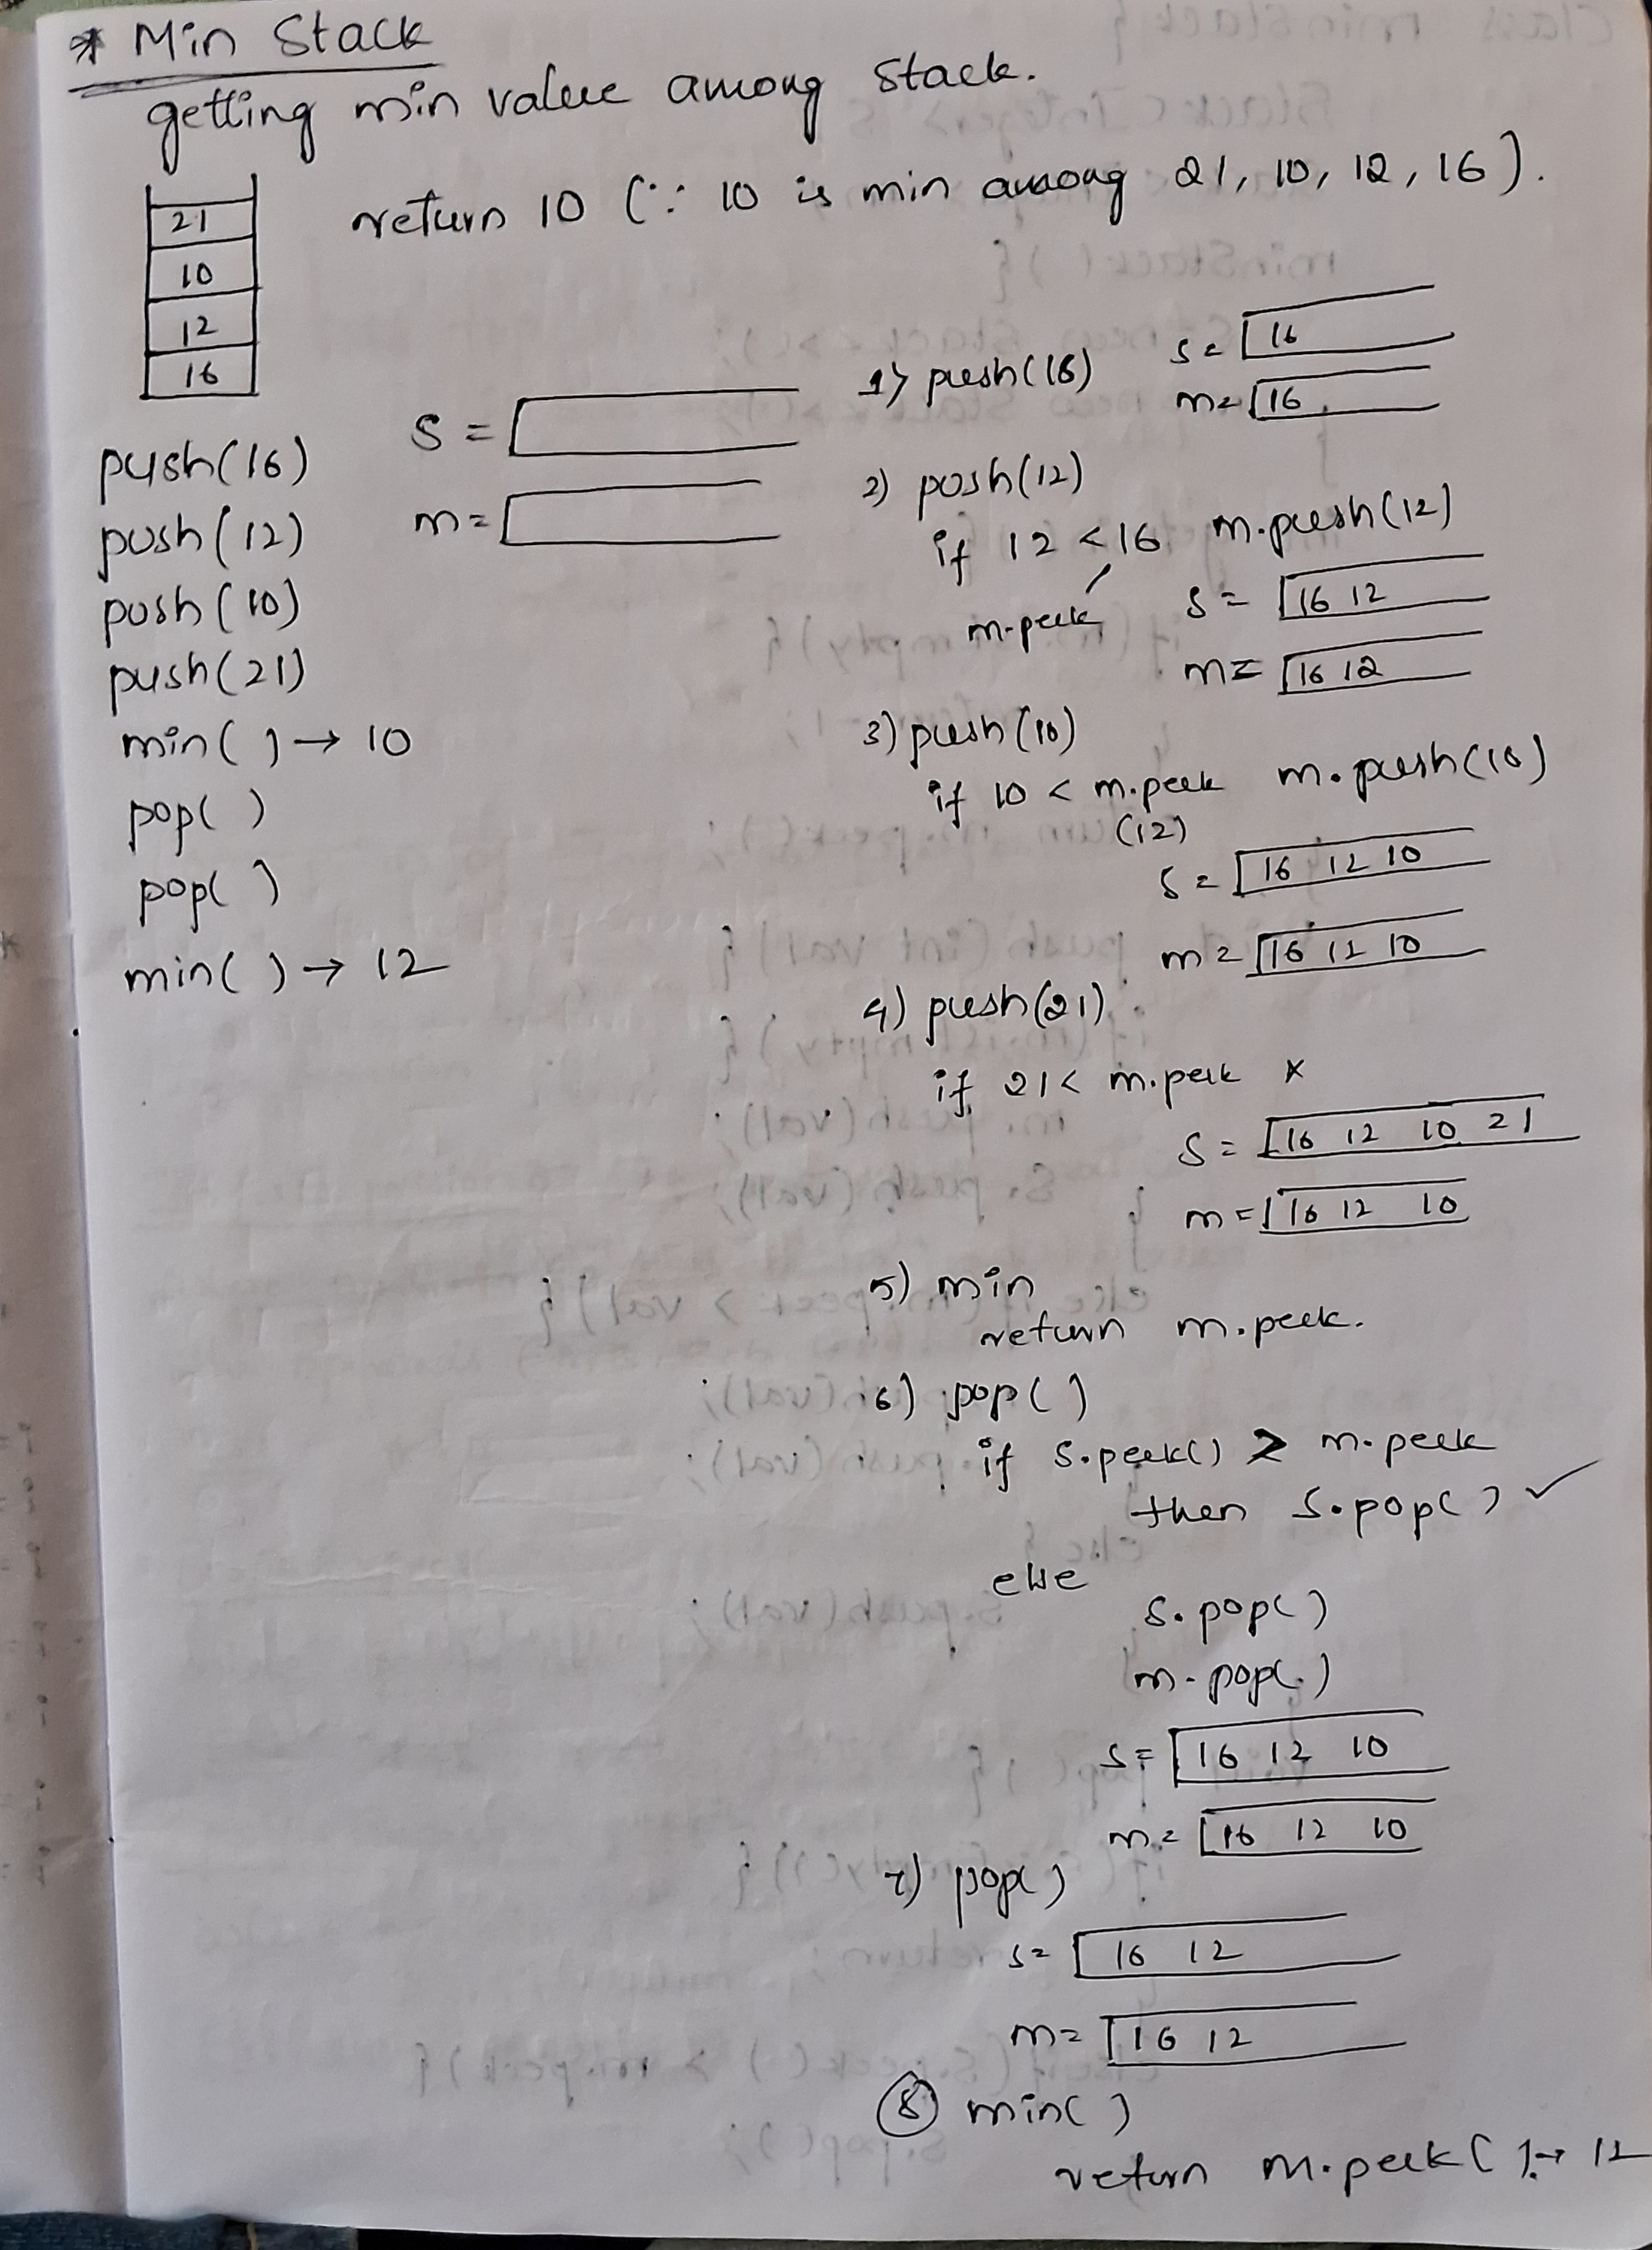 * Min Stack
getting min value among stack.
return 10 (∵ 10 is min among 21, 10, 12, 16).
21
10
12
16
push(16)
push(12)
push(10)
push(21)
min( ) → 10
pop( )
pop( )
min( ) → 12
s =
m =
1) push(16)
s = 16
m = 16
2) push(12)
if 12 < 16 m.push(12)
m.peek
s = 16 12
m = 16 12
3) push(10)
if 10 < m.peek m.push(10)
(12)
s = 16 12 10
m = 16 12 10
4) push(21)
if 21 < m.peek x
s = 16 12 10 21
m = 16 12 10
5) min
return m.peek.
6) pop( )
if s.peek() > m.peek
then s.pop( ) ✓
else
s.pop( )
m.pop( )
s = 16 12 10
m = 16 12 10
7) pop( )
s = 16 12
m = 16 12
8 min( )
return m.peek( ) → 12